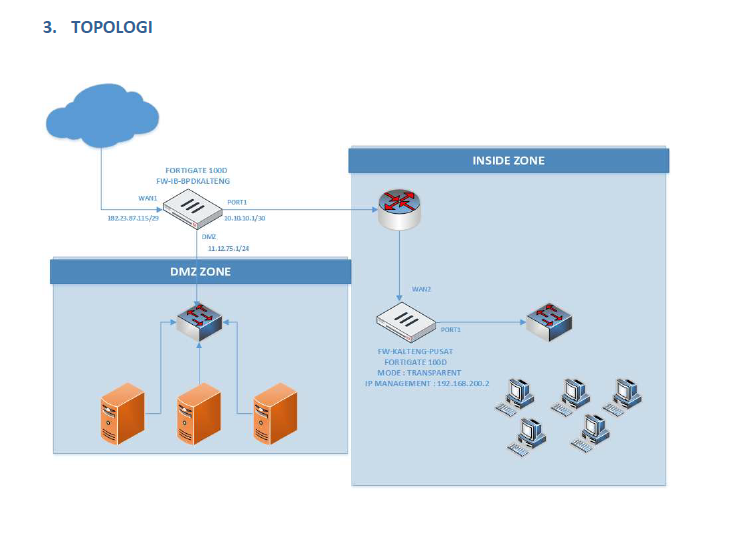 3. TOPOLOGI
INSIDE ZONE
FORTIGATE 100D
FW-IB-BPDKALTENG
WAN1
PORT1
182.23.87.115/29
10.10.10.1/30
DMZ
11.12.75.1/24
DMZ ZONE
WAN2
PORT1
FW-KALTENG-PUSAT
FORTIGATE 100D
MODE : TRANSPARENT
IP MANAGEMENT : 192.168.200.2